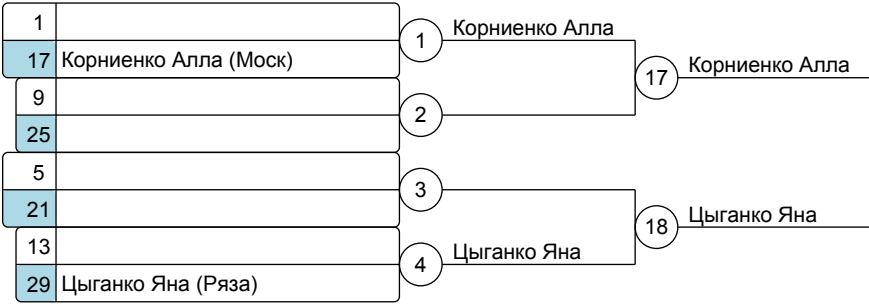 1
17 Корниенко Алла (Моск)
1 Корниенко Алла
9
25
2
17 Корниенко Алла
5
21
3
13
29 Цыганко Яна (Ряза)
4 Цыганко Яна
18 Цыганко Яна